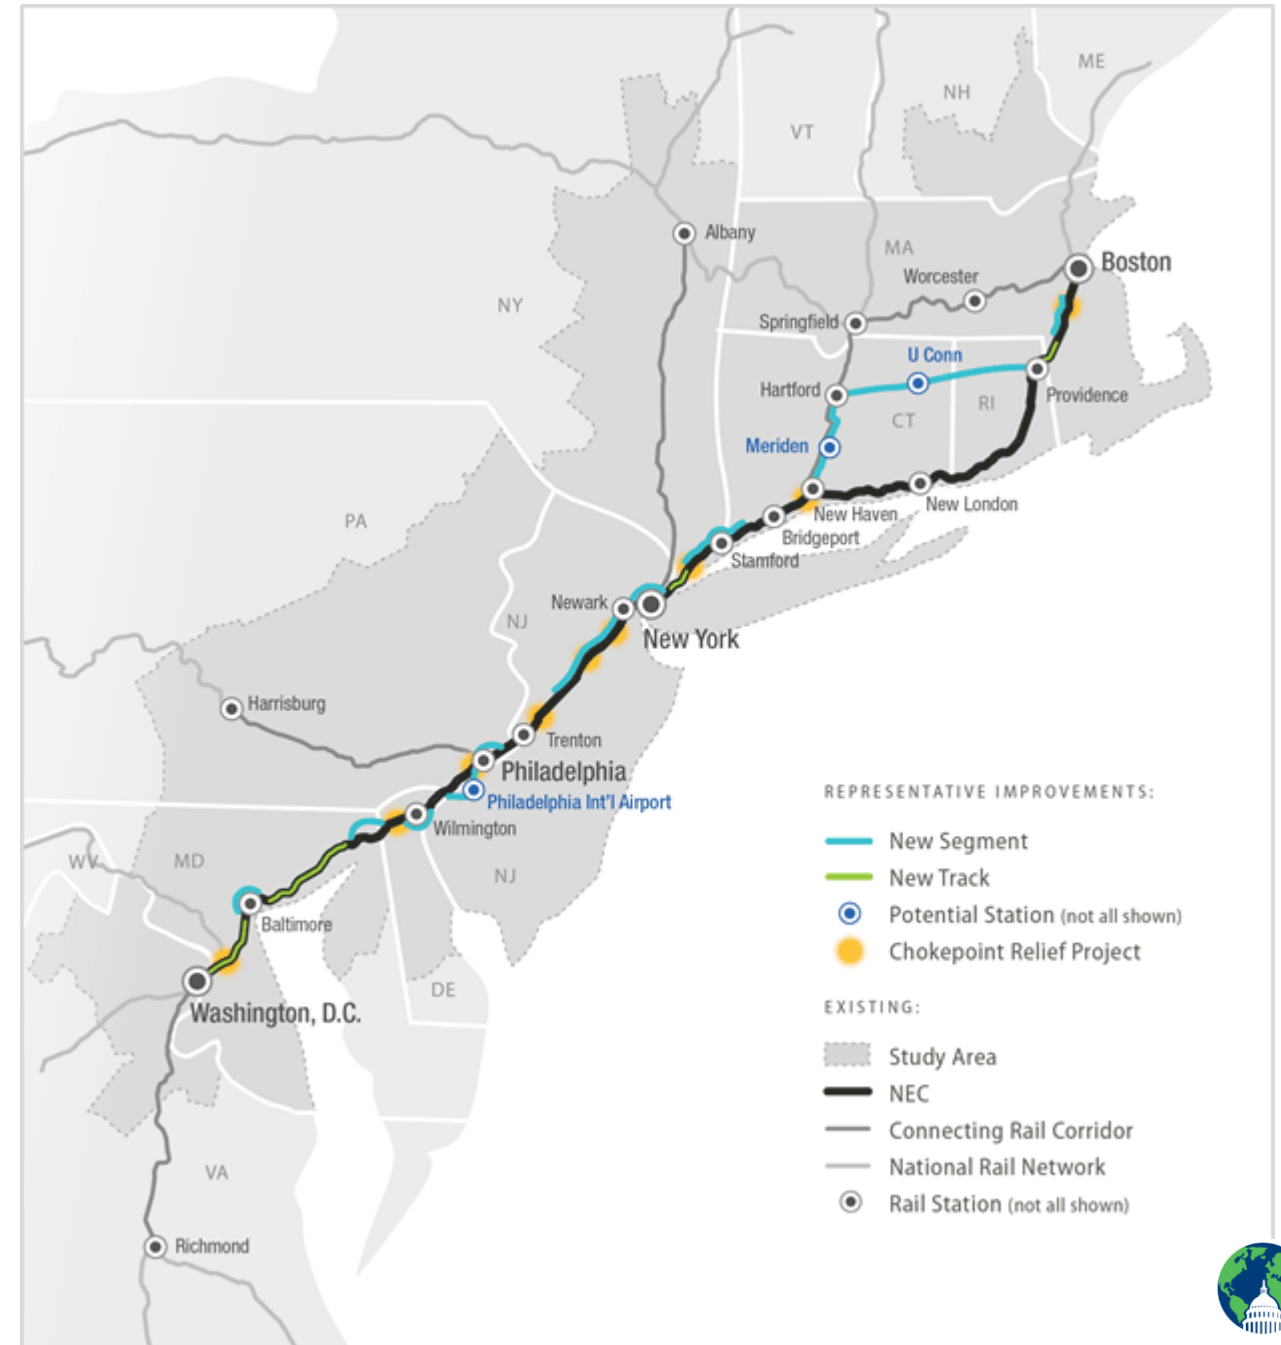 ME
NH
VT
Albany
MA
Boston
Worcester
NY
Springfield
U Conn
Hartford
Providence
RI
CT
Meriden
New London
New Haven
PA
Bridgeport
Stamford
Newark
NJ
New York
Harrisburg
Trenton
Philadelphia
Philadelphia Int'l Airport
Wilmington
WV
MD
NJ
Baltimore
DE
Washington, D.C.
VA
Richmond
REPRESENTATIVE IMPROVEMENTS:
New Segment
New Track
Potential Station (not all shown)
Chokepoint Relief Project
EXISTING:
Study Area
NEC
Connecting Rail Corridor
National Rail Network
Rail Station (not all shown)